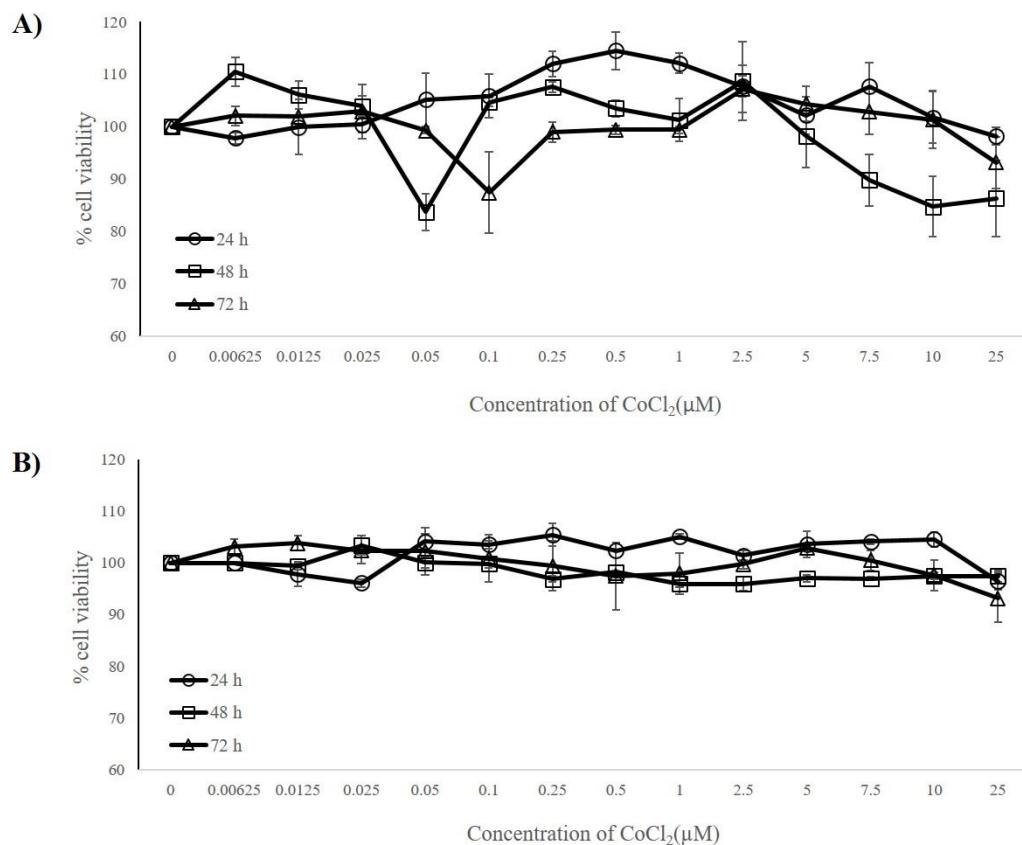 A)
120
110
100
90
80
70
60
% cell viability
24 h
48 h
72 h
0 0.00625 0.0125 0.025 0.05 0.1 0.25 0.5 1 2.5 5 7.5 10 25
Concentration of CoCl₂(µM)
B)
120
110
100
90
80
70
60
% cell viability
24 h
48 h
72 h
0 0.00625 0.0125 0.025 0.05 0.1 0.25 0.5 1 2.5 5 7.5 10 25
Concentration of CoCl₂(µM)